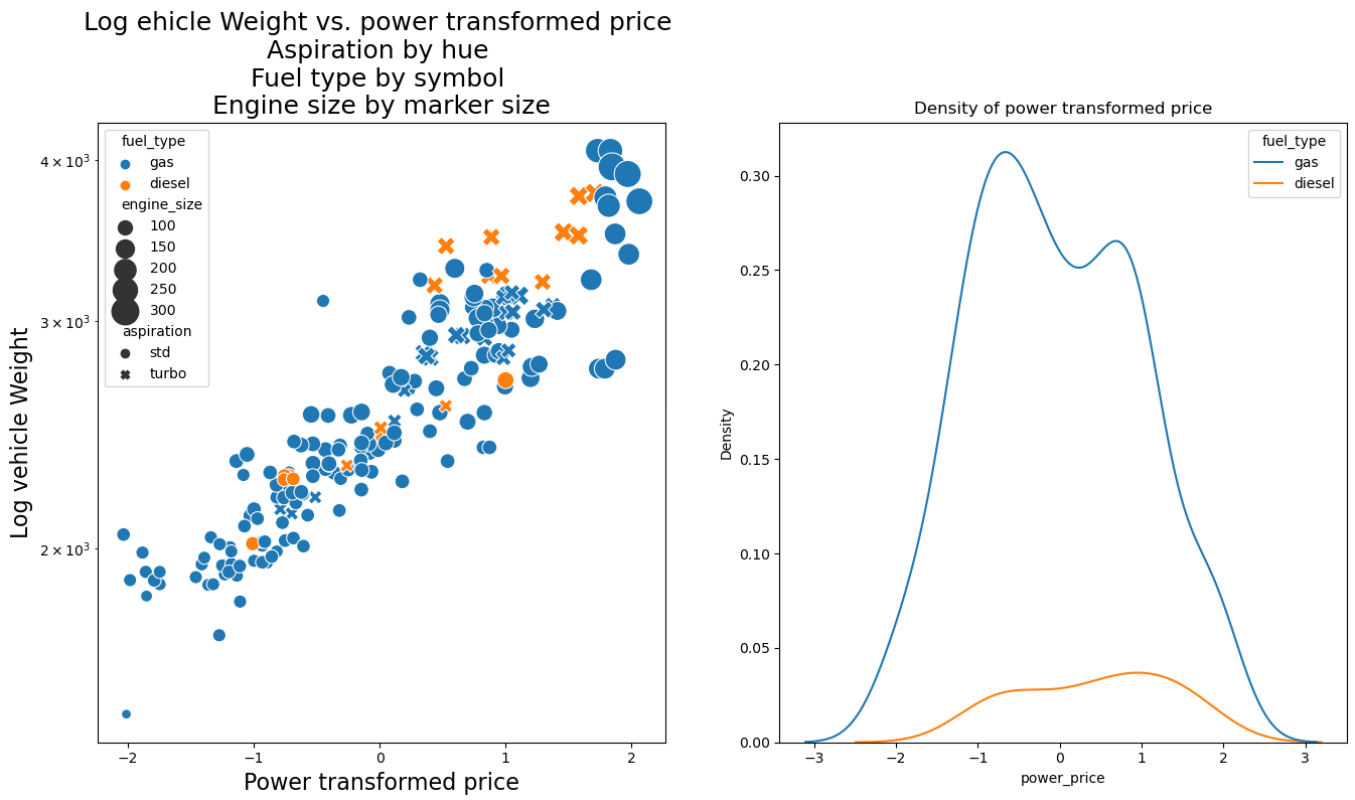 Log ehicle Weight vs. power transformed price
Aspiration by hue
Fuel type by symbol
Engine size by marker size
fuel_type
gas
diesel
engine_size
100
150
200
250
300
aspiration
std
turbo
4 × 10³
3 × 10³
2 × 10³
Log vehicle Weight
−2
−1
0
1
2
Power transformed price
Density of power transformed price
fuel_type
gas
diesel
0.30
0.25
0.20
0.15
0.10
0.05
0.00
Density
−3
−2
−1
0
1
2
3
power_price